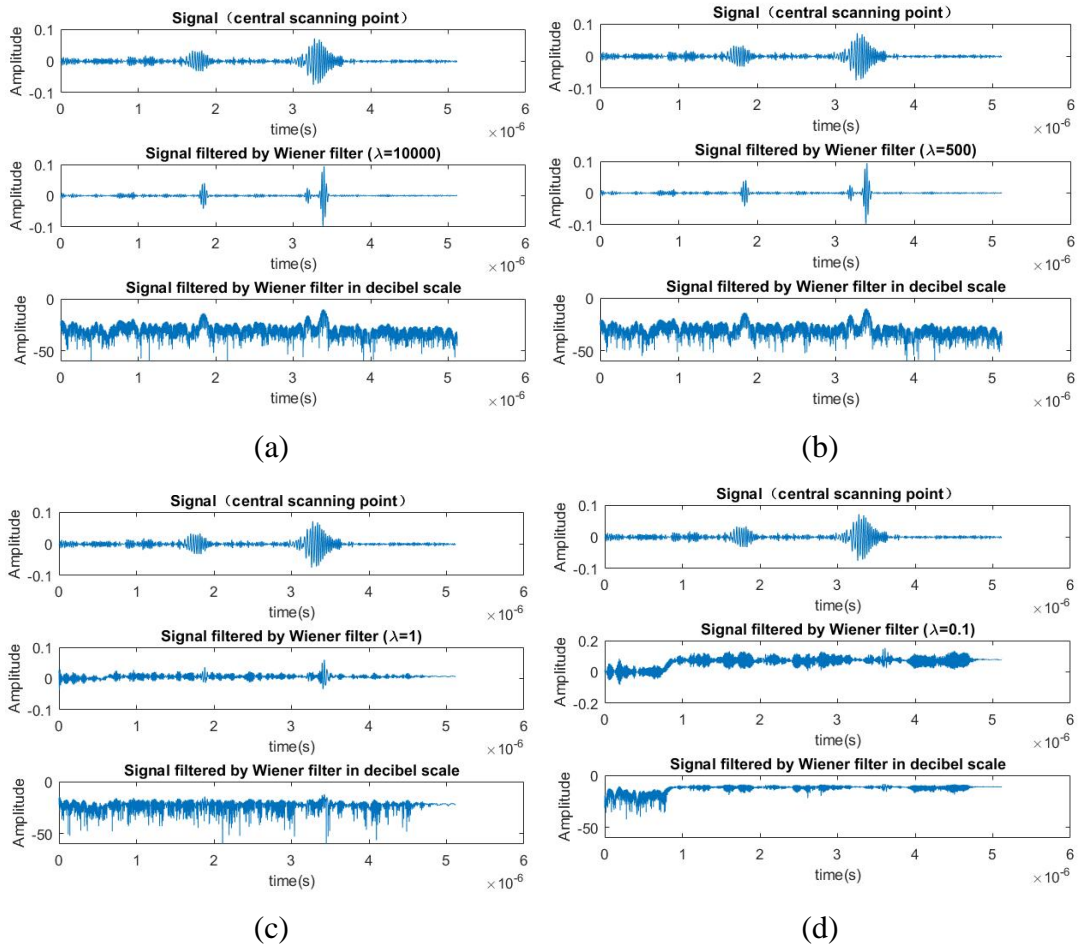 Signal（central scanning point）
0.1
0
-0.1
Amplitude
0 1 2 3 4 5 6
time(s)
×10⁻⁶
Signal filtered by Wiener filter (λ=10000)
0.1
0
-0.1
0 1 2 3 4 5 6
time(s)
×10⁻⁶
Signal filtered by Wiener filter in decibel scale
0
-50
0 1 2 3 4 5 6
time(s)
×10⁻⁶
(a)
Signal（central scanning point）
0.1
0
-0.1
Amplitude
0 1 2 3 4 5 6
time(s)
×10⁻⁶
Signal filtered by Wiener filter (λ=500)
0.1
0
-0.1
0 1 2 3 4 5 6
time(s)
×10⁻⁶
Signal filtered by Wiener filter in decibel scale
0
-50
0 1 2 3 4 5 6
time(s)
×10⁻⁶
(b)
Signal（central scanning point）
0.1
0
-0.1
Amplitude
0 1 2 3 4 5 6
time(s)
×10⁻⁶
Signal filtered by Wiener filter (λ=1)
0.1
0
-0.1
Amplitude
0 1 2 3 4 5 6
time(s)
×10⁻⁶
Signal filtered by Wiener filter in decibel scale
0
-50
Amplitude
0 1 2 3 4 5 6
time(s)
×10⁻⁶
(c)
Signal（central scanning point）
0.1
0
-0.1
Amplitude
0 1 2 3 4 5 6
time(s)
×10⁻⁶
Signal filtered by Wiener filter (λ=0.1)
0.2
0
-0.2
Amplitude
0 1 2 3 4 5 6
time(s)
×10⁻⁶
Signal filtered by Wiener filter in decibel scale
0
-50
Amplitude
0 1 2 3 4 5 6
time(s)
×10⁻⁶
(d)